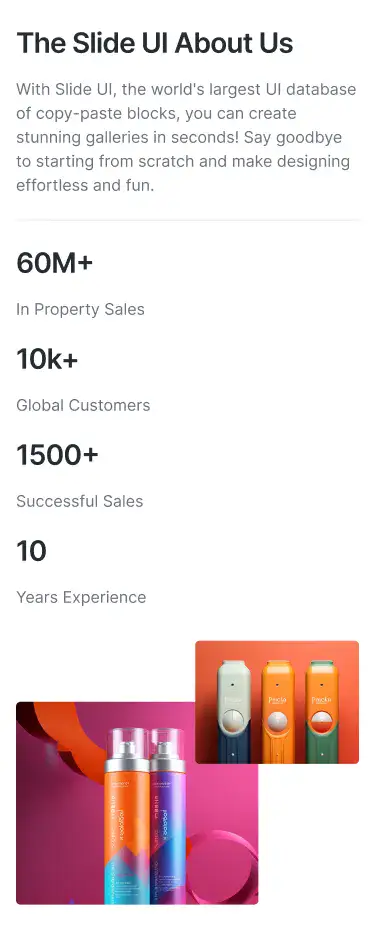 The Slide UI About Us
With Slide UI, the world's largest UI database
of copy-paste blocks, you can create
stunning galleries in seconds! Say goodbye
to starting from scratch and make designing
effortless and fun.
60M+
In Property Sales
10k+
Global Customers
1500+
Successful Sales
10
Years Experience